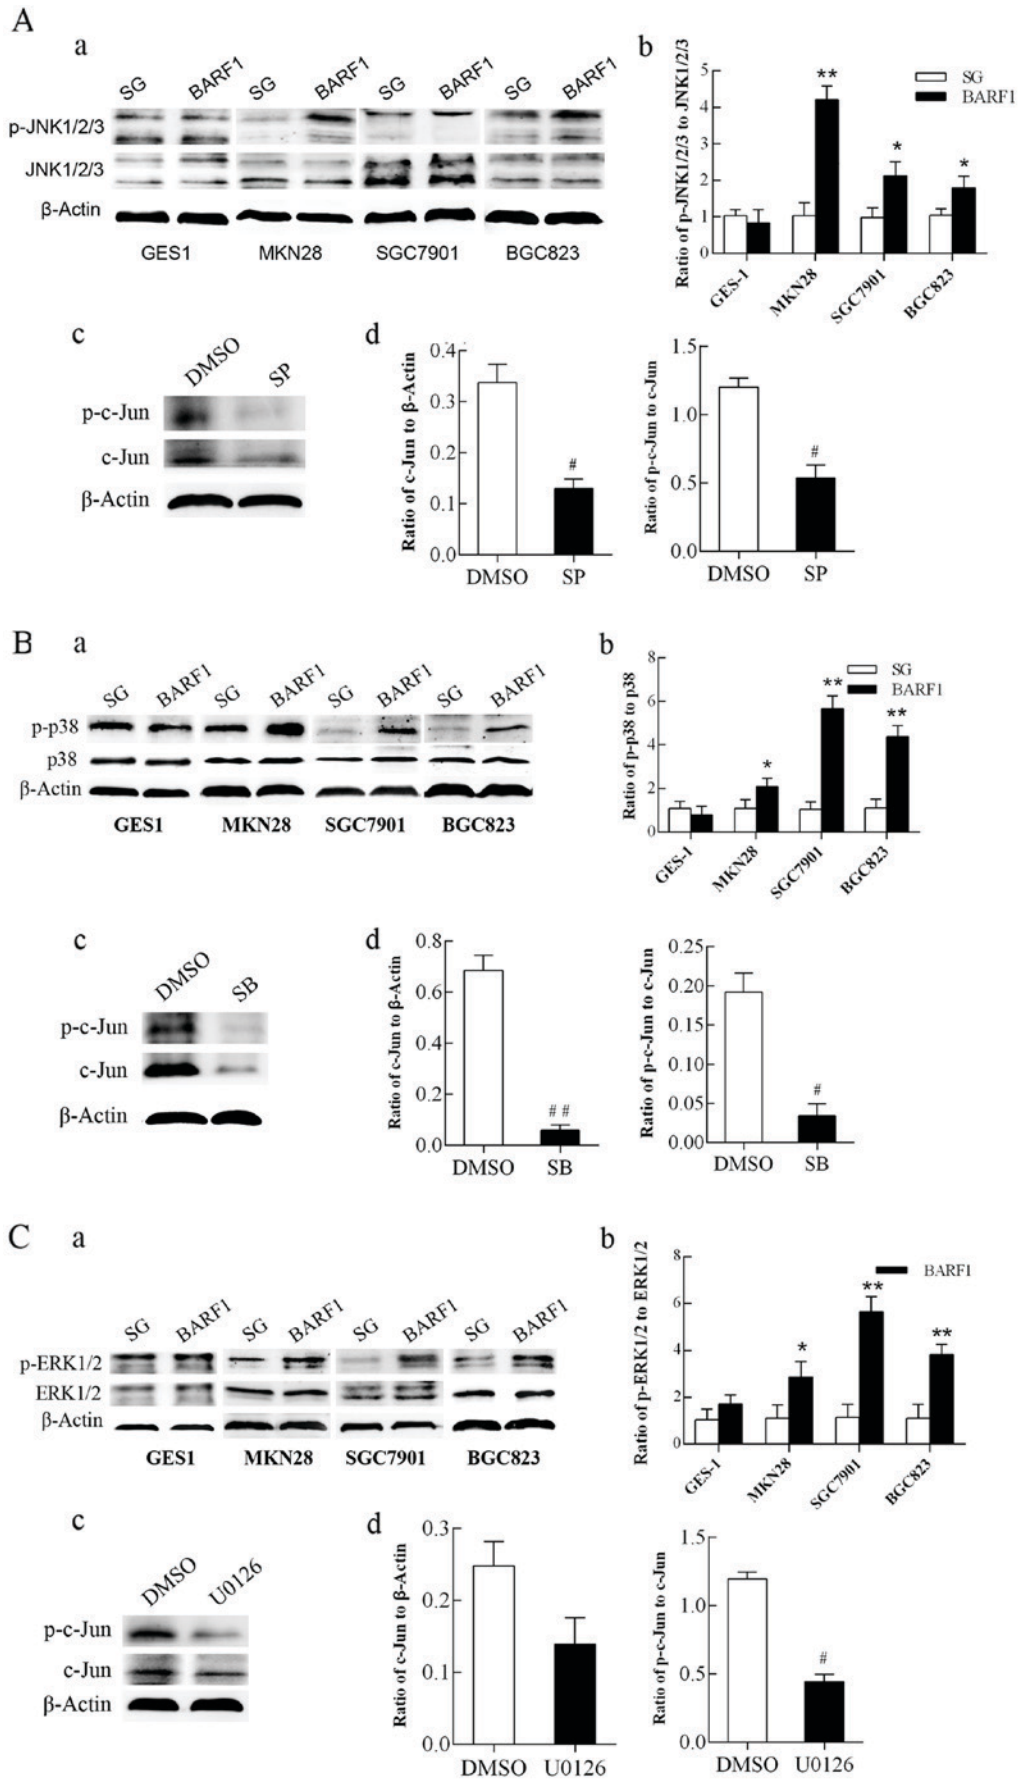 A
a
SG BARF1 SG BARF1 SG BARF1 SG BARF1
p-JNK1/2/3
JNK1/2/3
β-Actin
GES1 MKN28 SGC7901 BGC823
b
Ratio of p-JNK1/2/3 to JNK1/2/3
5
4
3
2
1
0
** * *
SG
BARF1
GES-1 MKN28 SGC7901 BGC823
c
DMSO SP
p-c-Jun
c-Jun
β-Actin
d
Ratio of c-Jun to β-Actin
0.4
0.3
0.2
0.1
0.0
#
DMSO SP
Ratio of p-c-Jun to c-Jun
1.5
1.0
0.5
0.0
#
DMSO SP
B
a
SG BARF1 SG BARF1 SG BARF1 SG BARF1
p-p38
p38
β-Actin
GES1 MKN28 SGC7901 BGC823
b
Ratio of p-p38 to p38
8
6
4
2
0
* ** **
SG
BARF1
GES-1 MKN28 SGC7901 BGC823
c
DMSO SB
p-c-Jun
c-Jun
β-Actin
d
Ratio of c-Jun to β-Actin
0.8
0.6
0.4
0.2
0.0
# #
DMSO SB
Ratio of p-c-Jun to c-Jun
0.25
0.20
0.15
0.10
0.05
0.00
#
DMSO SB
C
a
SG BARF1 SG BARF1 SG BARF1 SG BARF1
p-ERK1/2
ERK1/2
β-Actin
GES1 MKN28 SGC7901 BGC823
b
Ratio of p-ERK1/2 to ERK1/2
8
6
4
2
0
* ** **
BARF1
GES-1 MKN28 SGC7901 BGC823
c
DMSO U0126
p-c-Jun
c-Jun
β-Actin
d
Ratio of c-Jun to β-Actin
0.3
0.2
0.1
0.0
DMSO U0126
Ratio of p-c-Jun to c-Jun
1.5
1.0
0.5
0.0
#
DMSO U0126